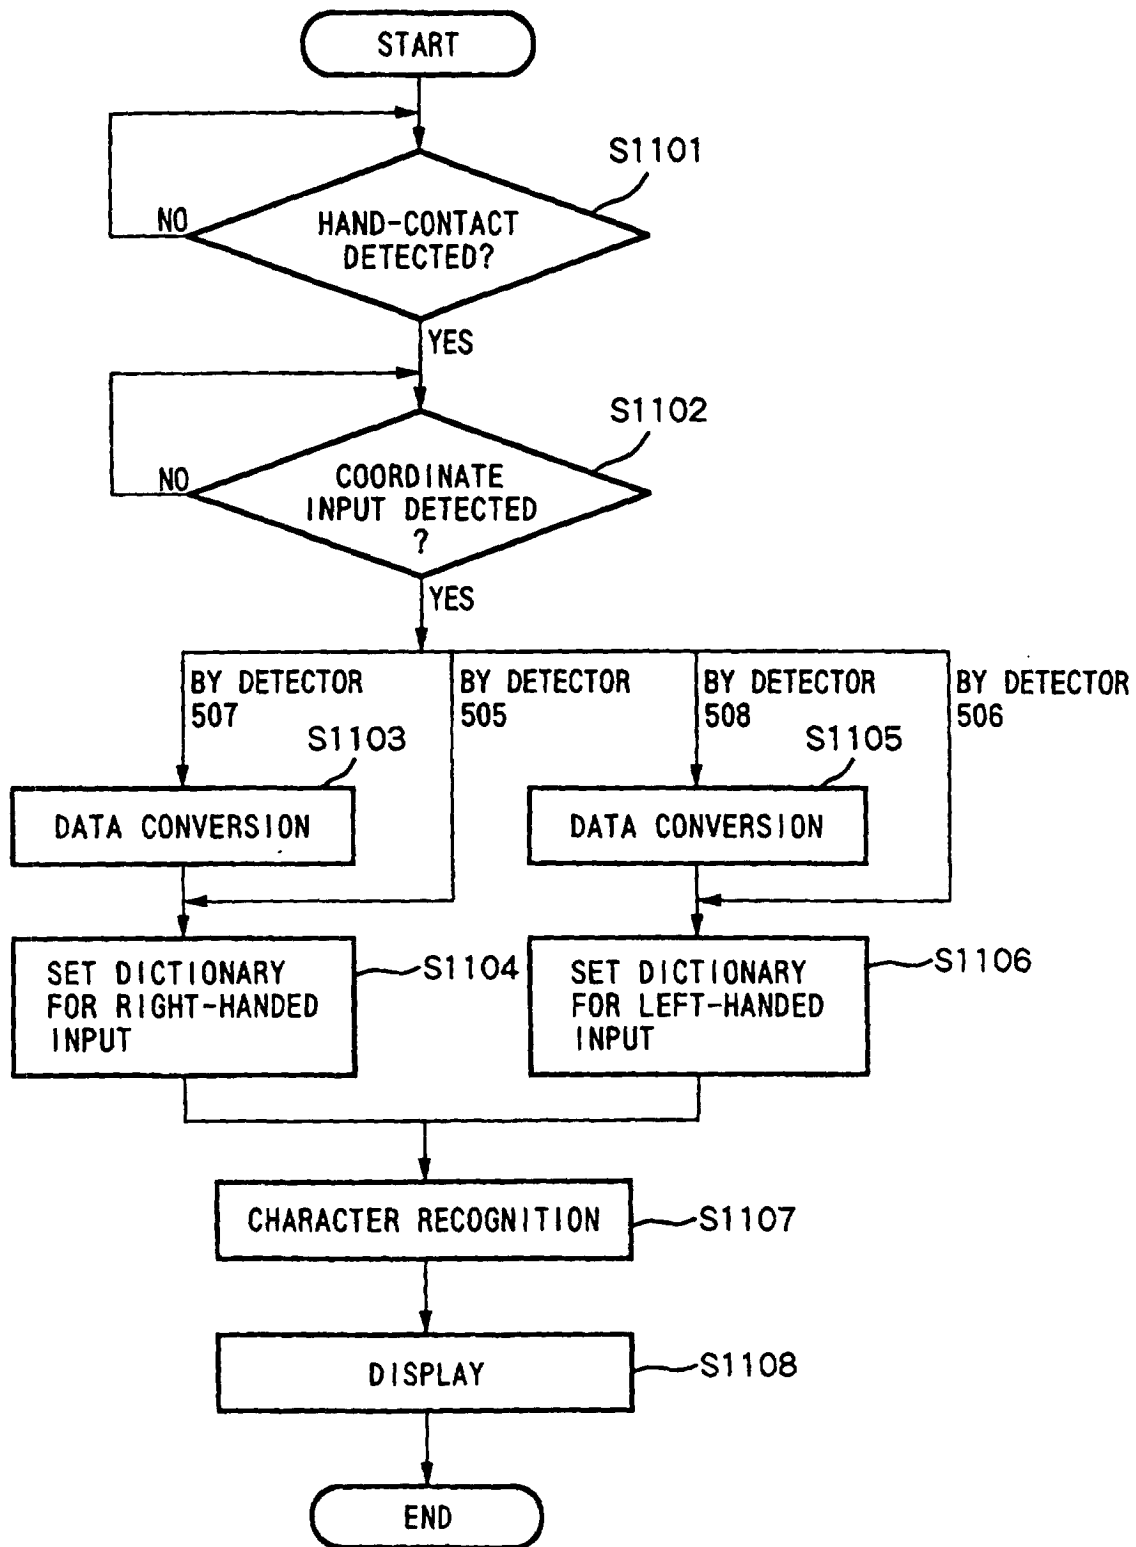 START
S1101
NO
HAND-CONTACT
DETECTED?
YES
S1102
NO
COORDINATE
INPUT DETECTED
?
YES
BY DETECTOR
507
BY DETECTOR
505
BY DETECTOR
508
BY DETECTOR
506
S1103
S1105
DATA CONVERSION
DATA CONVERSION
SET DICTIONARY
FOR RIGHT-HANDED
INPUT
S1104
SET DICTIONARY
FOR LEFT-HANDED
INPUT
S1106
CHARACTER RECOGNITION
S1107
DISPLAY
S1108
END